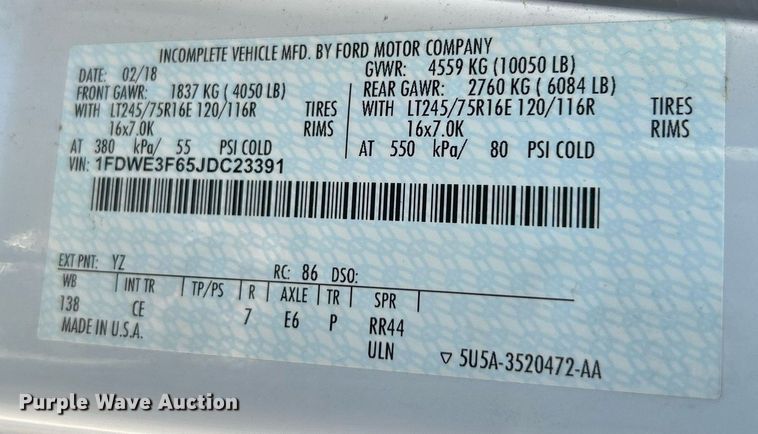 INCOMPLETE VEHICLE MFD. BY FORD MOTOR COMPANY
DATE: 02/18 GVWR: 4559 KG (10050 LB)
FRONT GAWR: 1837 KG ( 4050 LB) REAR GAWR: 2760 KG ( 6084 LB)
WITH LT245/75R16E 120/116R TIRES WITH LT245/75R16E 120/116R TIRES
16x7.0K RIMS 16x7.0K RIMS
AT 380 kPa/ 55 PSI COLD AT 550 kPa/ 80 PSI COLD
VIN: 1FDWE3F65JDC23391
EXT PNT: YZ RC: 86 DSO:
WB INT TR TP/PS R AXLE TR SPR
138 CE 7 E6 P RR44
MADE IN U.S.A. ULN ▽ 5U5A-3520472-AA
Purple Wave Auction